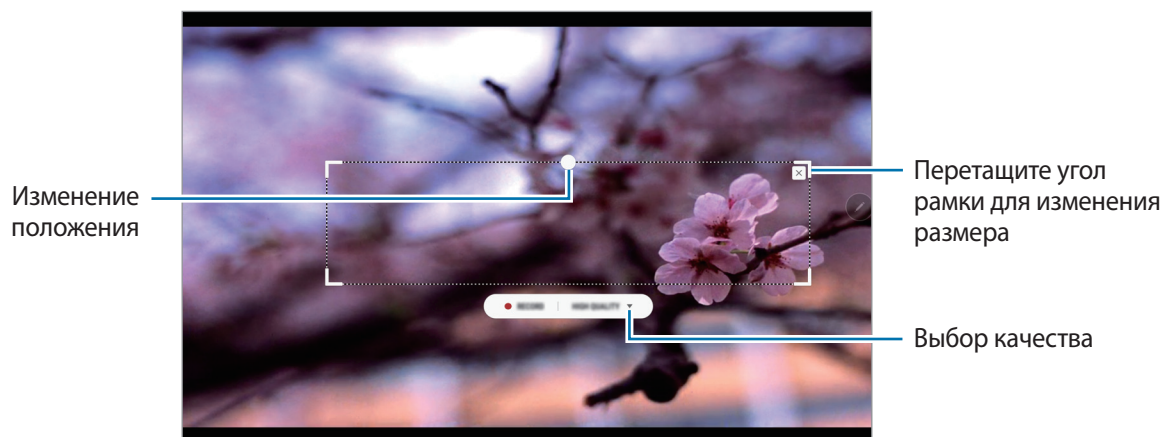 Изменение
положения
Перетащите угол
рамки для изменения
размера
RECORD HIGH QUALITY
Выбор качества